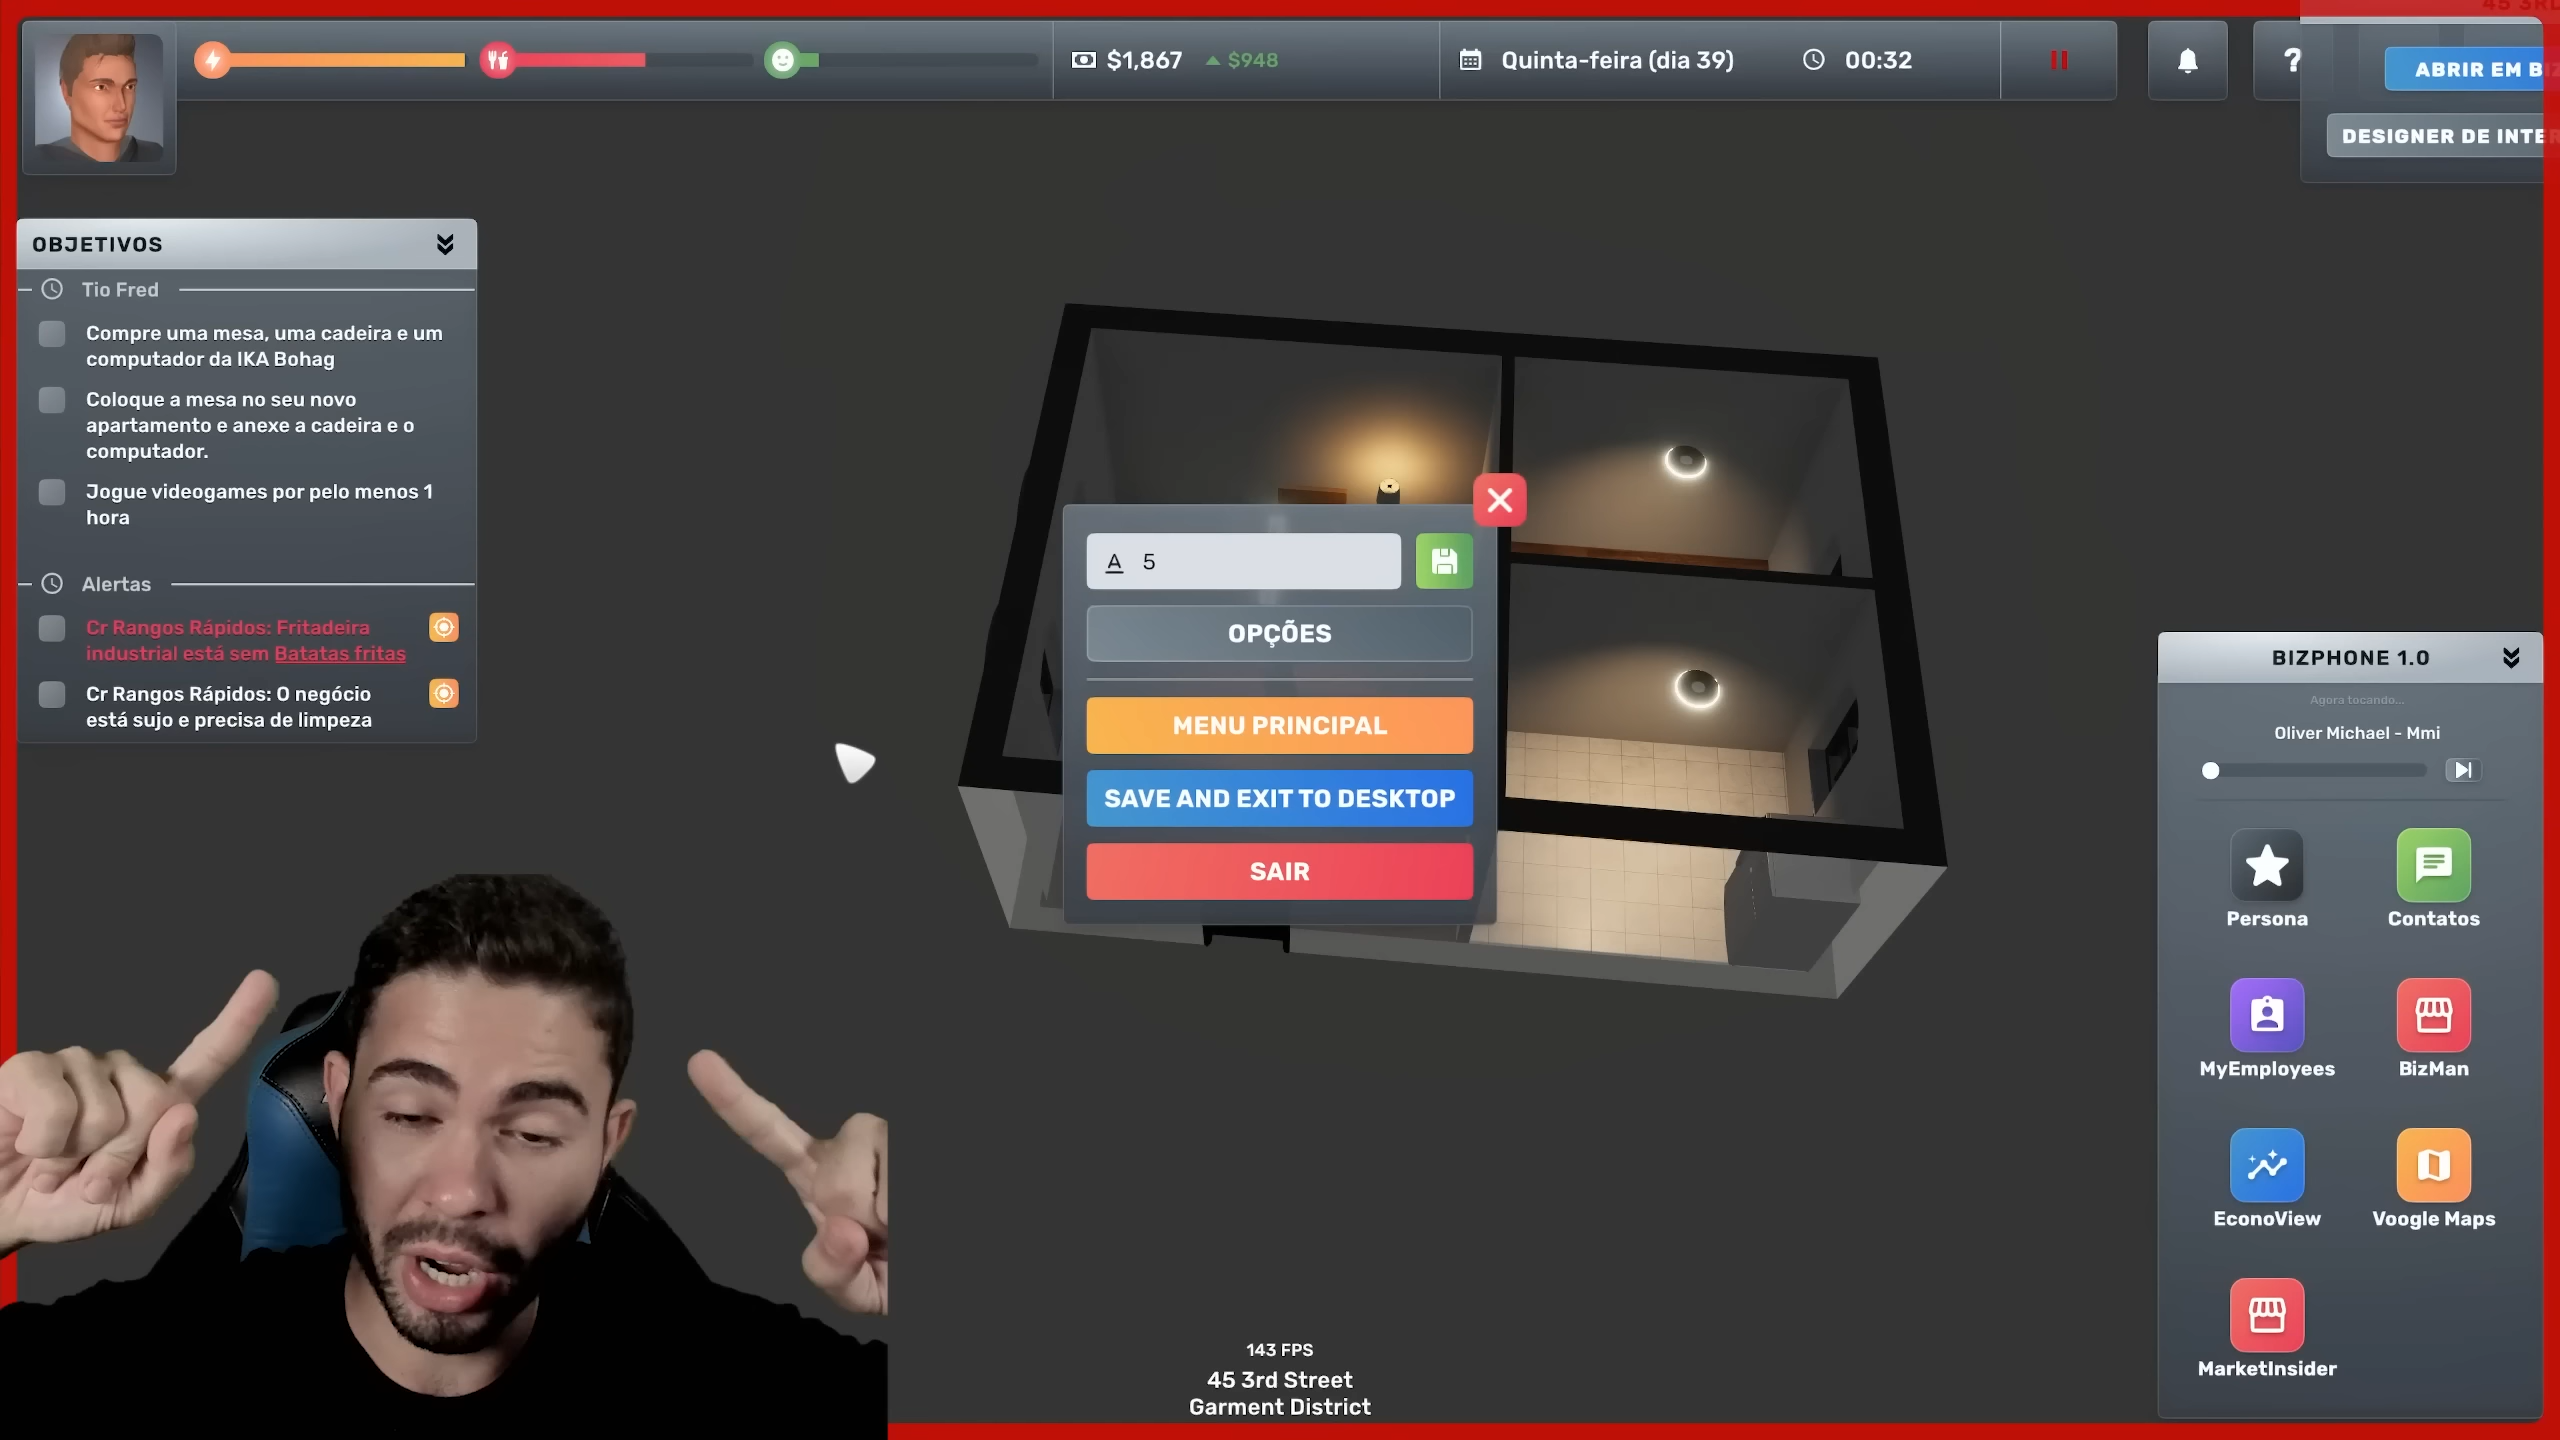 45 3RD
$1,867
$948
Quinta-feira (dia 39)
00:32
?
ABRIR EM B
DESIGNER DE INTE
OBJETIVOS
Tio Fred
Compre uma mesa, uma cadeira e um
computador da IKA Bohag
Coloque a mesa no seu novo
apartamento e anexe a cadeira e o
computador.
Jogue videogames por pelo menos 1
hora
Alertas
Cr Rangos Rápidos: Fritadeira
industrial está sem Batatas fritas
Cr Rangos Rápidos: O negócio
está sujo e precisa de limpeza
A 5
OPÇÕES
MENU PRINCIPAL
SAVE AND EXIT TO DESKTOP
SAIR
BIZPHONE 1.0
Agora tocando...
Oliver Michael - Mmi
Persona
Contatos
MyEmployees
BizMan
EconoView
Voogle Maps
MarketInsider
143 FPS
45 3rd Street
Garment District